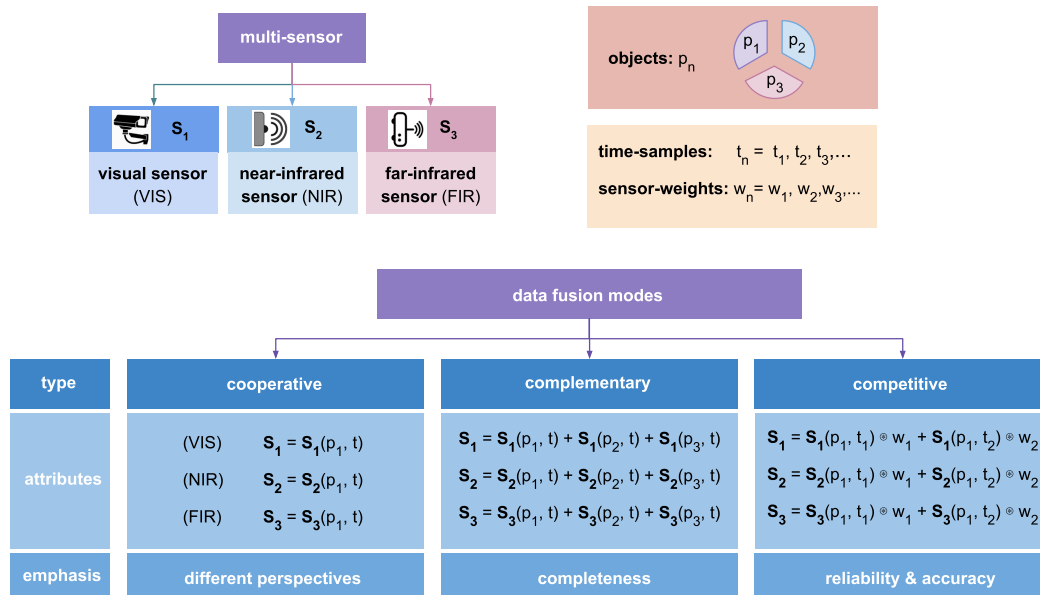 multi-sensor
S1
S2
S3
visual sensor
(VIS)
near-infrared
sensor (NIR)
far-infrared
sensor (FIR)
objects: pn
p1
p2
p3
time-samples: tn = t1, t2, t3,...
sensor-weights: wn= w1, w2,w3,...
data fusion modes
type
cooperative
complementary
competitive
attributes
(VIS) S1 = S1(p1, t)
(NIR) S2 = S2(p1, t)
(FIR) S3 = S3(p1, t)
S1 = S1(p1, t) + S1(p2, t) + S1(p3, t)
S2 = S2(p1, t) + S2(p2, t) + S2(p3, t)
S3 = S3(p1, t) + S3(p2, t) + S3(p3, t)
S1 = S1(p1, t1) ⊛ w1 + S1(p1, t2) ⊛ w2
S2 = S2(p1, t1) ⊛ w1 + S2(p1, t2) ⊛ w2
S3 = S3(p1, t1) ⊛ w1 + S3(p1, t2) ⊛ w2
emphasis
different perspectives
completeness
reliability & accuracy